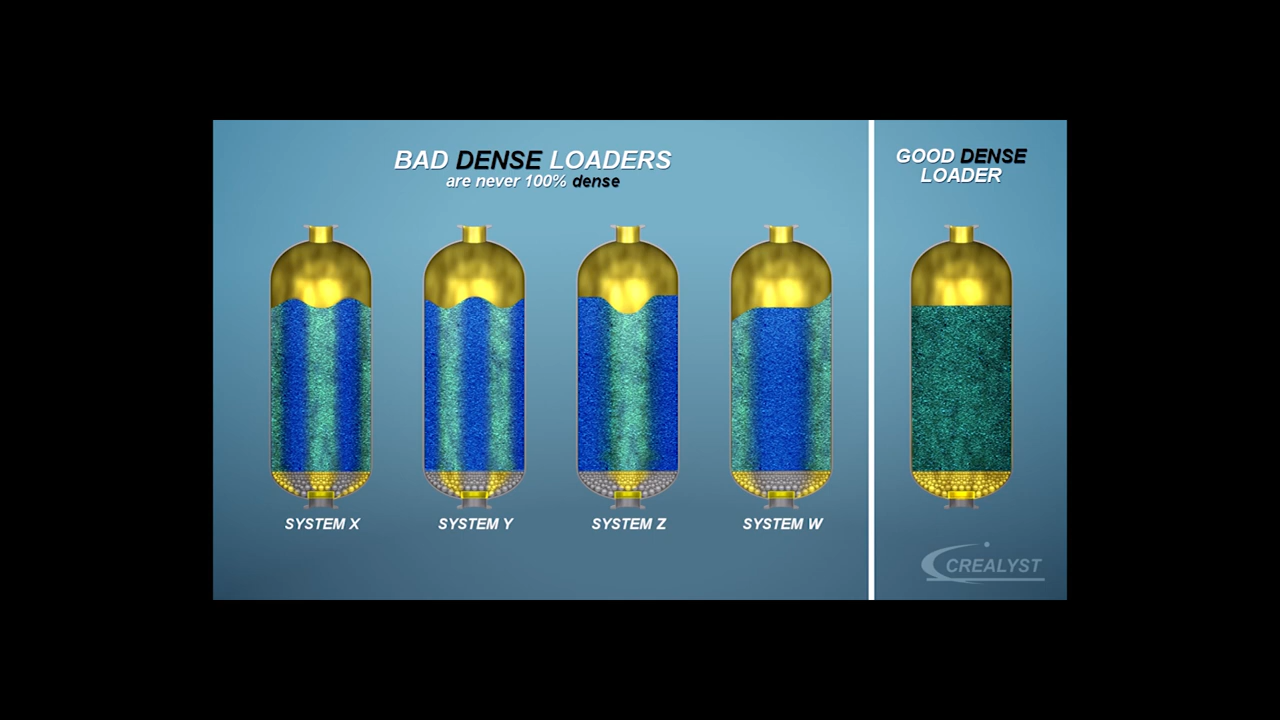 BAD DENSE LOADERS
are never 100% dense
GOOD DENSE
LOADER
SYSTEM X
SYSTEM Y
SYSTEM Z
SYSTEM W
CREALYST